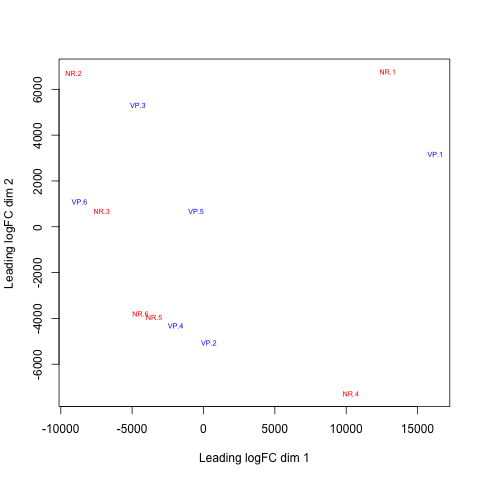 NR.2
NR.1
VP.3
VP.1
VP.6
NR.3
VP.5
NR.6
NR.5
VP.4
VP.2
NR.4
6000
4000
2000
0
-2000
-4000
-6000
Leading logFC dim 2
-10000 -5000 0 5000 10000 15000
Leading logFC dim 1